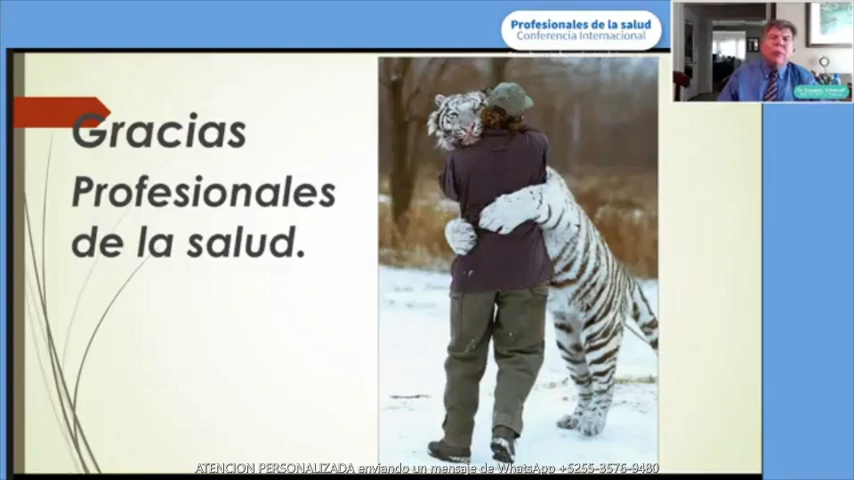 Profesionales de la salud
Conferencia Internacional
Gracias
Profesionales
de la salud.
ATENCION PERSONALIZADA enviando un mensaje de WhatsApp +5255-3576-9480